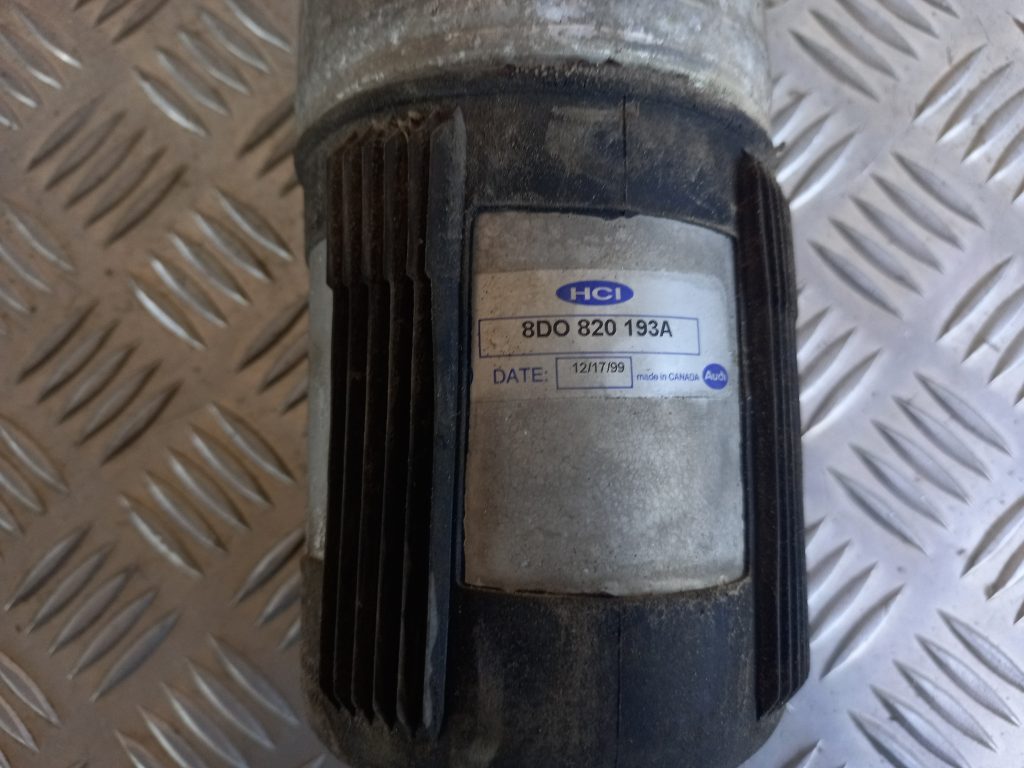 HCI
8DO 820 193A
DATE: 12/17/99 made in CANADA Audi